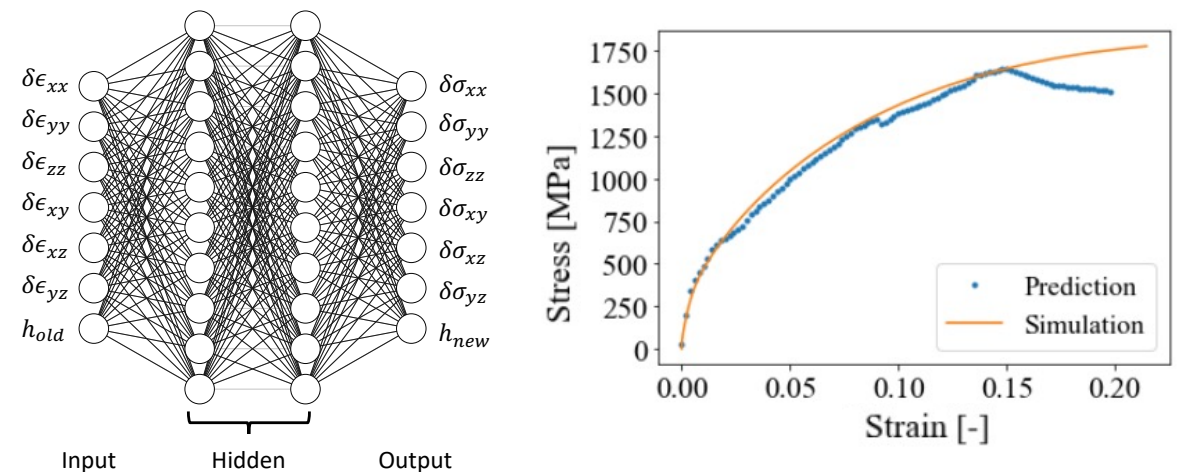 δϵ_xx
δϵ_yy
δϵ_zz
δϵ_xy
δϵ_xz
δϵ_yz
h_old
δσ_xx
δσ_yy
δσ_zz
δσ_xy
δσ_xz
δσ_yz
h_new
Input
Hidden
Output
Stress [MPa]
1750
1500
1250
1000
750
500
250
0
Prediction
Simulation
0.00 0.05 0.10 0.15 0.20
Strain [-]